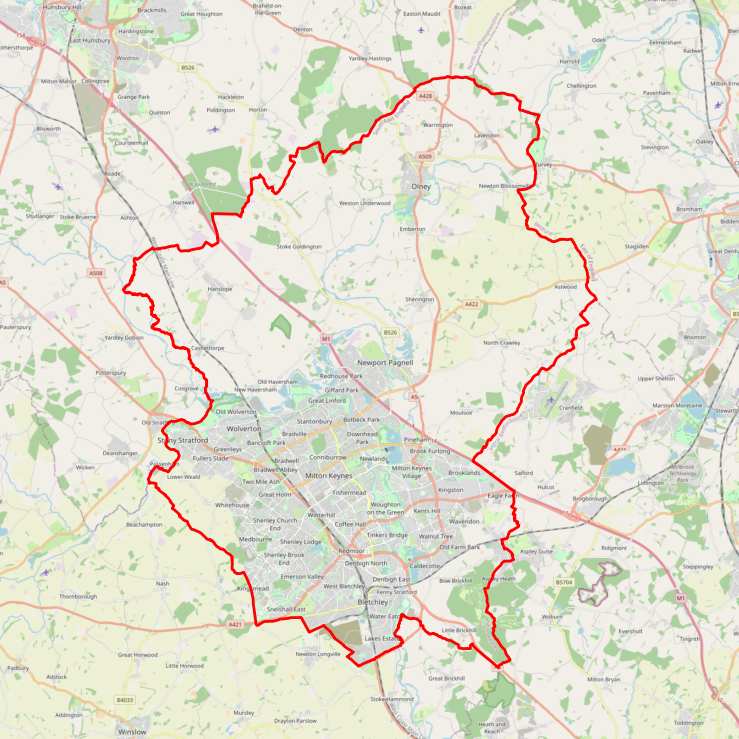 Hunsbury Hill
Brackmills
Great Houghton
Brafield-on
the-Green
Easton Maudit
Bozeat
Denton
Hardingstone
East Hunsbury
Wootton
Yardley Hastings
Odell
Felmersham
Harrold
Radwell
B526
Milton Malsor
Collingtree
Grange Park
Hackleton
Piddington
Horton
Quinton
A428
Chellington
Pavenham
Blisworth
Courteenhall
Warrington
Lavendon
Stevington
Oakley
Roade
A509
Turvey
Olney
Newton Blossomville
Hartwell
Weston Underwood
Bromham
Shutlanger
Stoke Bruerne
Ashton
Emberton
Stagsden
Stoke Goldington
A508
Astwood
Hanslope
Sherington
A422
Paulerspury
B526
Yardley Gobion
M1
North Crawley
Wootton
Castlethorpe
Newport Pagnell
Potterspury
Redhouse Park
Upper Shelton
Cosgrove
Old Haversham
New Haversham
Giffard Park
Great Linford
Marston Moretaine
Old Wolverton
Stantonbury
Bolbeck Park
Moulsoe
Cranfield
Wolverton
Stony Stratford
Bancroft Park
Bradville
Downhead
Park
Pineham
Deanshanger
Greenleys
Fullers Slade
Conniburrow
Brook Furlong
Wicken
Bradwell
Newlands
Lower Weald
Bradwell Abbey
Milton Keynes
Milton Keynes
Village
Brooklands
Salford
Two Mile Ash
Hulcot
Lidlington
Millbrook
Technology
Park
Great Holm
Fishermead
Kingston
Eagle Farm
Brogborough
Beachampton
Whitehouse
Woughton
on the Green
Winterhill
Kents Hill
Shenley Church
End
Coffee Hall
Wavendon
Medbourne
Shenley Lodge
Tinkers Bridge
Walnut Tree
Redmoor
Old Farm Park
Aspley Guise
Ridgmont
Shenley Brook
End
Denbigh North
Caldecotte
Steppingley
Nash
Emerson Valley
Denbigh East
Bow Brickhill
Aspley Heath
B5704
Thornborough
Kingsmead
West Bletchley
Fenny Stratford
M1
Snelshall East
Bletchley
Woburn
A421
Water Eaton
Eversholt
Little Brickhill
Tingrith
Lakes Estate
Great Horwood
Newton Longville
Padbury
Little Horwood
Great Brickhill
Milton Bryan
Adstock
B4033
Stoke Hammond
Mursley
Addington
Drayton Parslow
Heath and
Reach
Toddington
Winslow